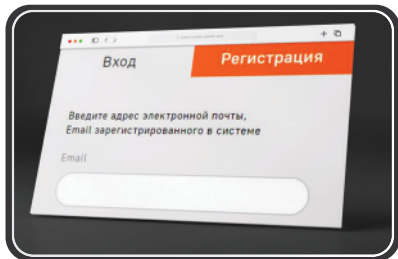 Вход
Регистрация
Введите адрес электронной почты,
Email зарегистрированного в системе
Email